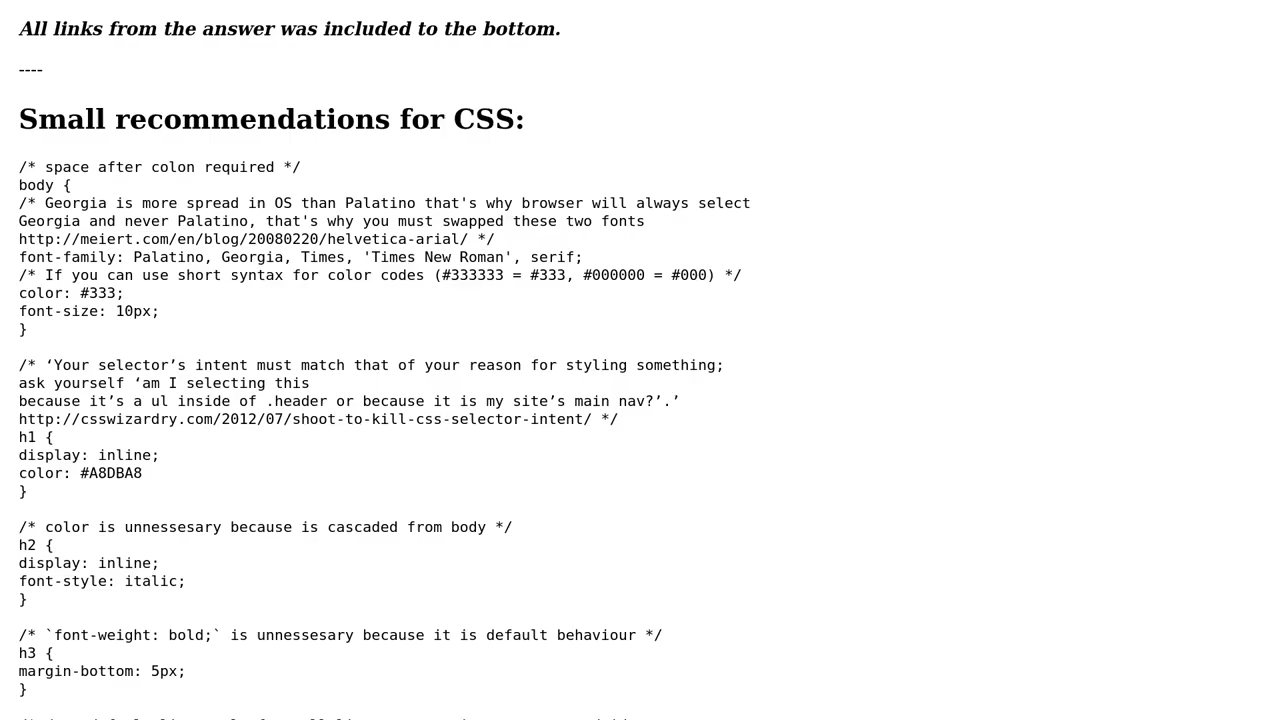 All links from the answer was included to the bottom.
----
Small recommendations for CSS:
/* space after colon required */
body {
/* Georgia is more spread in OS than Palatino that's why browser will always select
Georgia and never Palatino, that's why you must swapped these two fonts
http://meiert.com/en/blog/20080220/helvetica-arial/ */
font-family: Palatino, Georgia, Times, 'Times New Roman', serif;
/* If you can use short syntax for color codes (#333333 = #333, #000000 = #000) */
color: #333;
font-size: 10px;
}
/* ‘Your selector’s intent must match that of your reason for styling something;
ask yourself ‘am I selecting this
because it’s a ul inside of .header or because it is my site’s main nav?’.’
http://csswizardry.com/2012/07/shoot-to-kill-css-selector-intent/ */
h1 {
display: inline;
color: #A8DBA8
}
/* color is unnessesary because is cascaded from body */
h2 {
display: inline;
font-style: italic;
}
/* `font-weight: bold;` is unnessesary because it is default behaviour */
h3 {
margin-bottom: 5px;
}